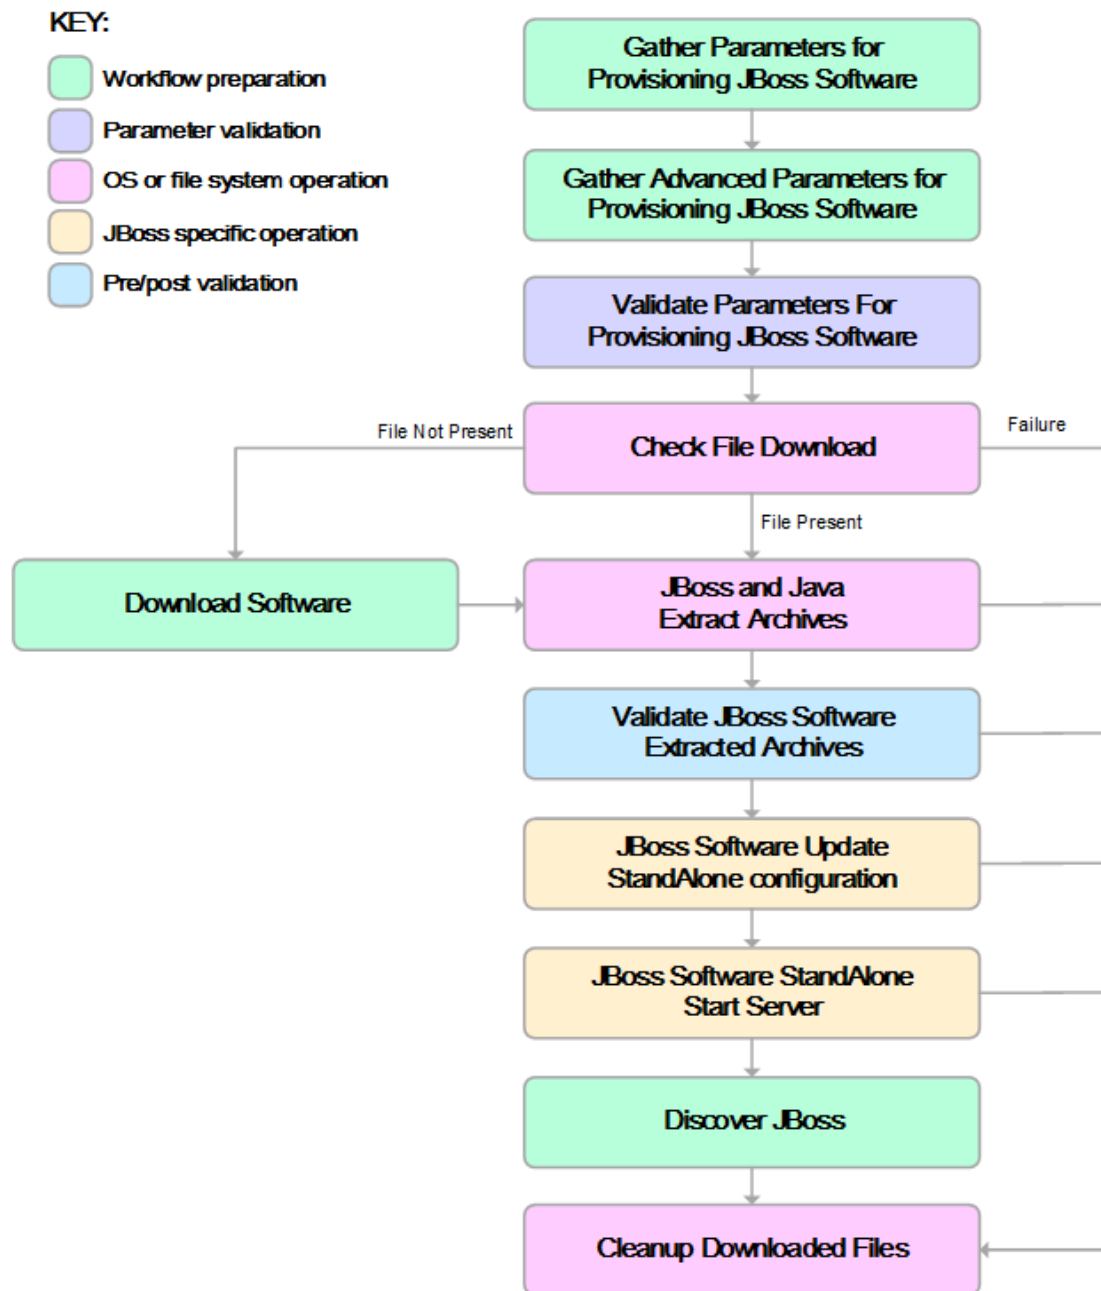 KEY:
Workflow preparation
Parameter validation
OS or file system operation
JBoss specific operation
Pre/post validation
Gather Parameters for
Provisioning JBoss Software
Gather Advanced Parameters for
Provisioning JBoss Software
Validate Parameters For
Provisioning JBoss Software
File Not Present
Check File Download
Failure
File Present
Download Software
JBoss and Java
Extract Archives
Validate JBoss Software
Extracted Archives
JBoss Software Update
StandAlone configuration
JBoss Software StandAlone
Start Server
Discover JBoss
Cleanup Downloaded Files